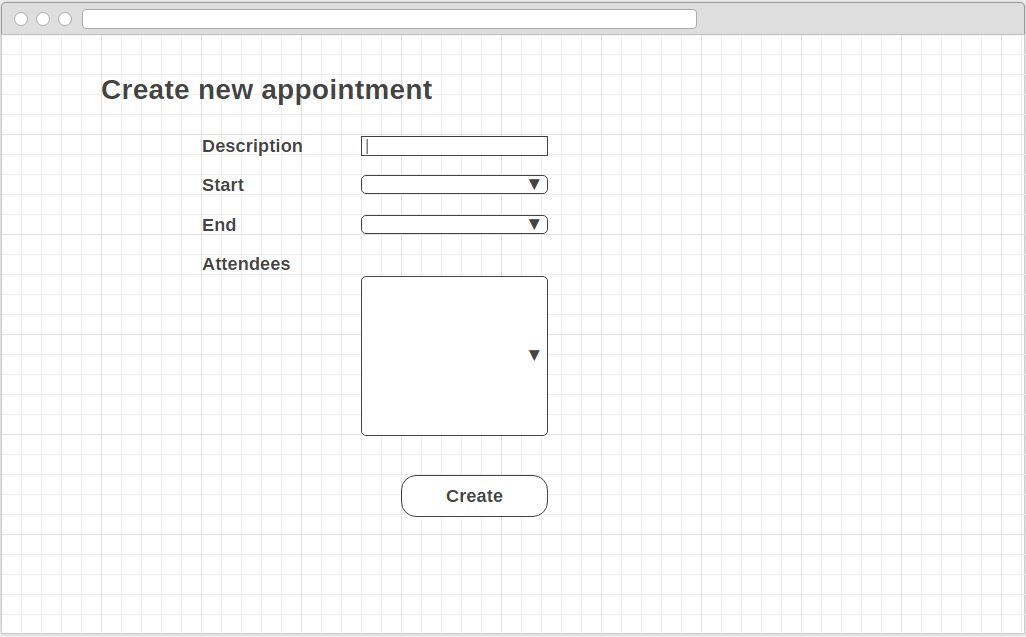 Create new appointment
Description
Start
End
Attendees
Create